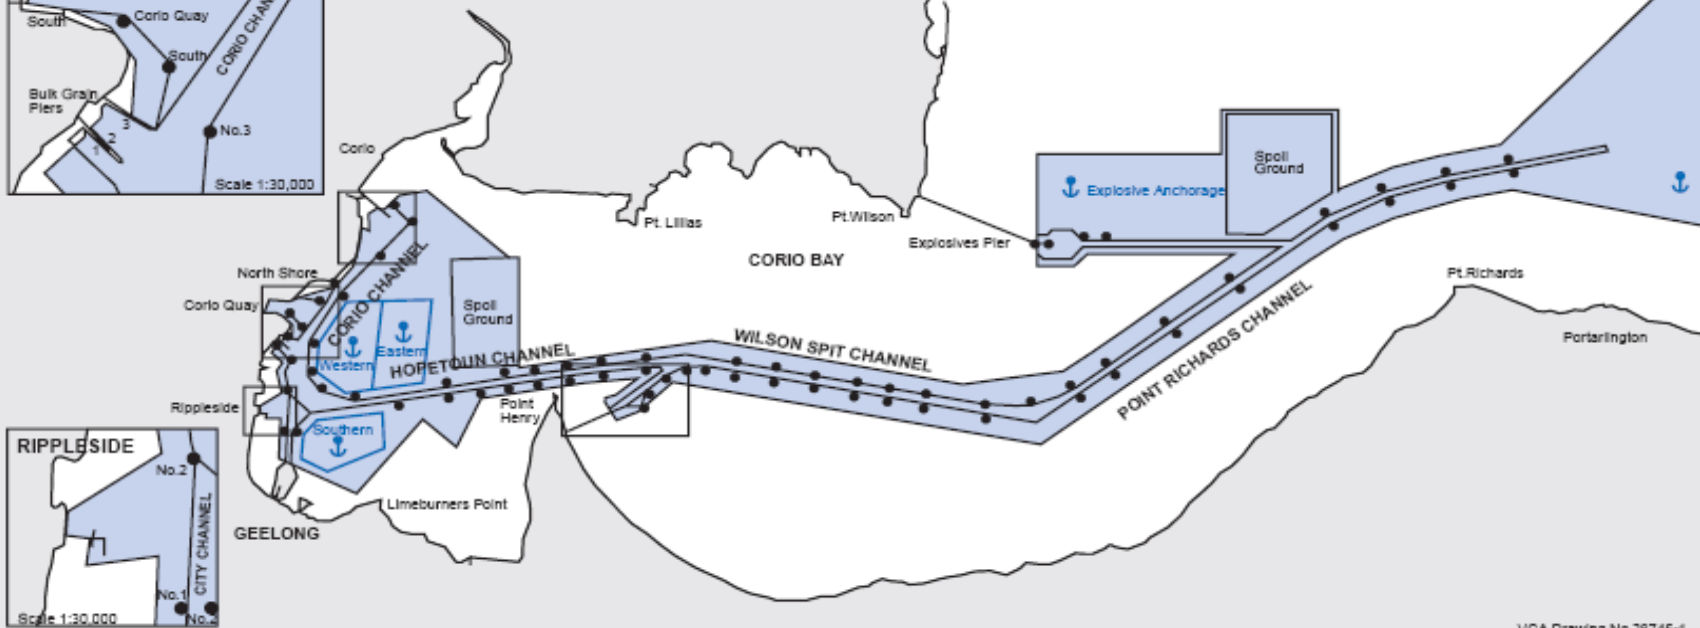 South
Corio Quay
South
CORIO CHAN
Bulk Grain
Piers
3
2
1
No.3
Scale 1:30,000
Corio
Pt. Lillias
Pt.Wilson
Explosives Pier
Explosive Anchorage
Spoil
Ground
CORIO BAY
North Shore
Corio Quay
CORIO CHANNEL
Spoil
Ground
Western
Eastern
HOPETOUN CHANNEL
WILSON SPIT CHANNEL
POINT RICHARDS CHANNEL
Pt.Richards
Portarlington
Rippleside
Point
Henry
Southern
Limeburners Point
GEELONG
RIPPLESIDE
No.2
CITY CHANNEL
No.1
No.2
Scale 1:30,000